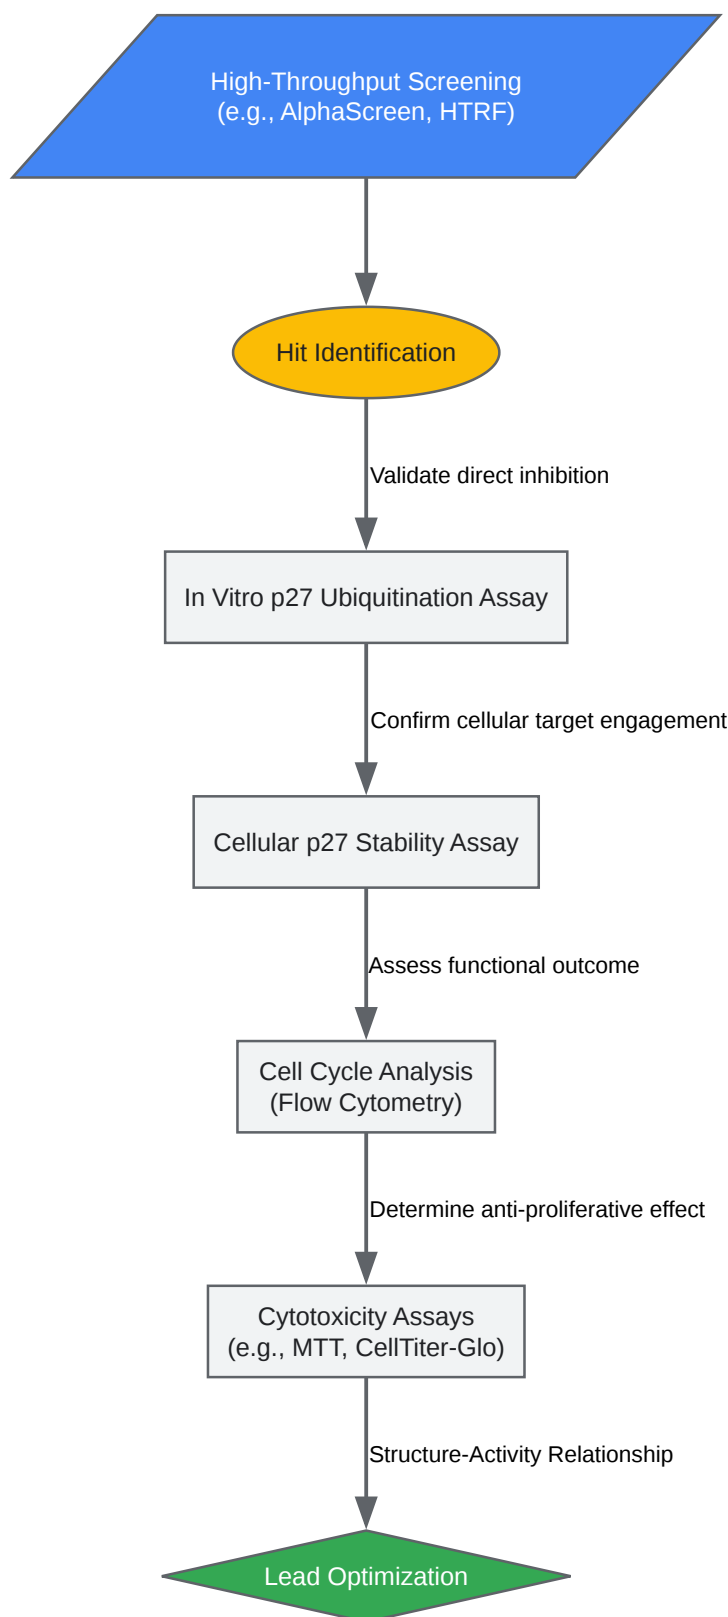 High-Throughput Screening
(e.g., AlphaScreen, HTRF)
Hit Identification
Validate direct inhibition
In Vitro p27 Ubiquitination Assay
Confirm cellular target engagement
Cellular p27 Stability Assay
Assess functional outcome
Cell Cycle Analysis
(Flow Cytometry)
Determine anti-proliferative effect
Cytotoxicity Assays
(e.g., MTT, CellTiter-Glo)
Structure-Activity Relationship
Lead Optimization